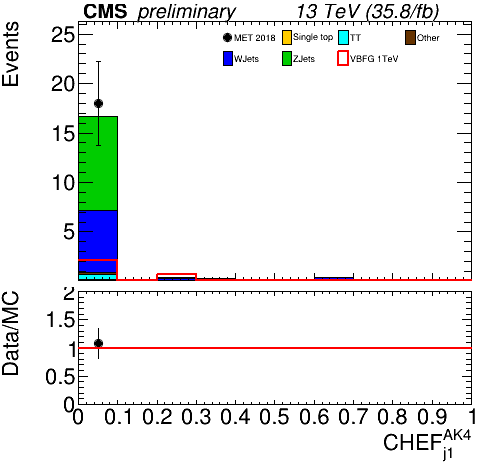 CMS preliminary 13 TeV (35.8/fb)
Events
MET 2018 Single top TT Other
WJets ZJets VBFG 1TeV
25
20
15
10
5
Data/MC
2
1.5
1
0.5
0
0 0.1 0.2 0.3 0.4 0.5 0.6 0.7 0.8 0.9 1
CHEF_{j1}^{AK4}